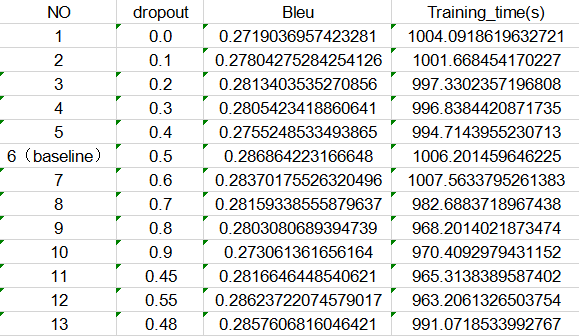 NO dropout Bleu Training_time(s)
1 0.0 0.2719036957423281 1004.0918619632721
2 0.1 0.27804275284254126 1001.668454170227
3 0.2 0.2813403535270856 997.3302357196808
4 0.3 0.2805423418860641 996.8384420871735
5 0.4 0.2755248533493865 994.7143955230713
6（baseline） 0.5 0.286864223166648 1006.201459646225
7 0.6 0.28370175526320496 1007.5633795261383
8 0.7 0.28159338555879637 982.6883718967438
9 0.8 0.2803080689394739 968.2014021873474
10 0.9 0.273061361656164 970.4092979431152
11 0.45 0.2816646448540621 965.3138389587402
12 0.55 0.28623722074579017 963.2061326503754
13 0.48 0.2857606816046421 991.0718533992767